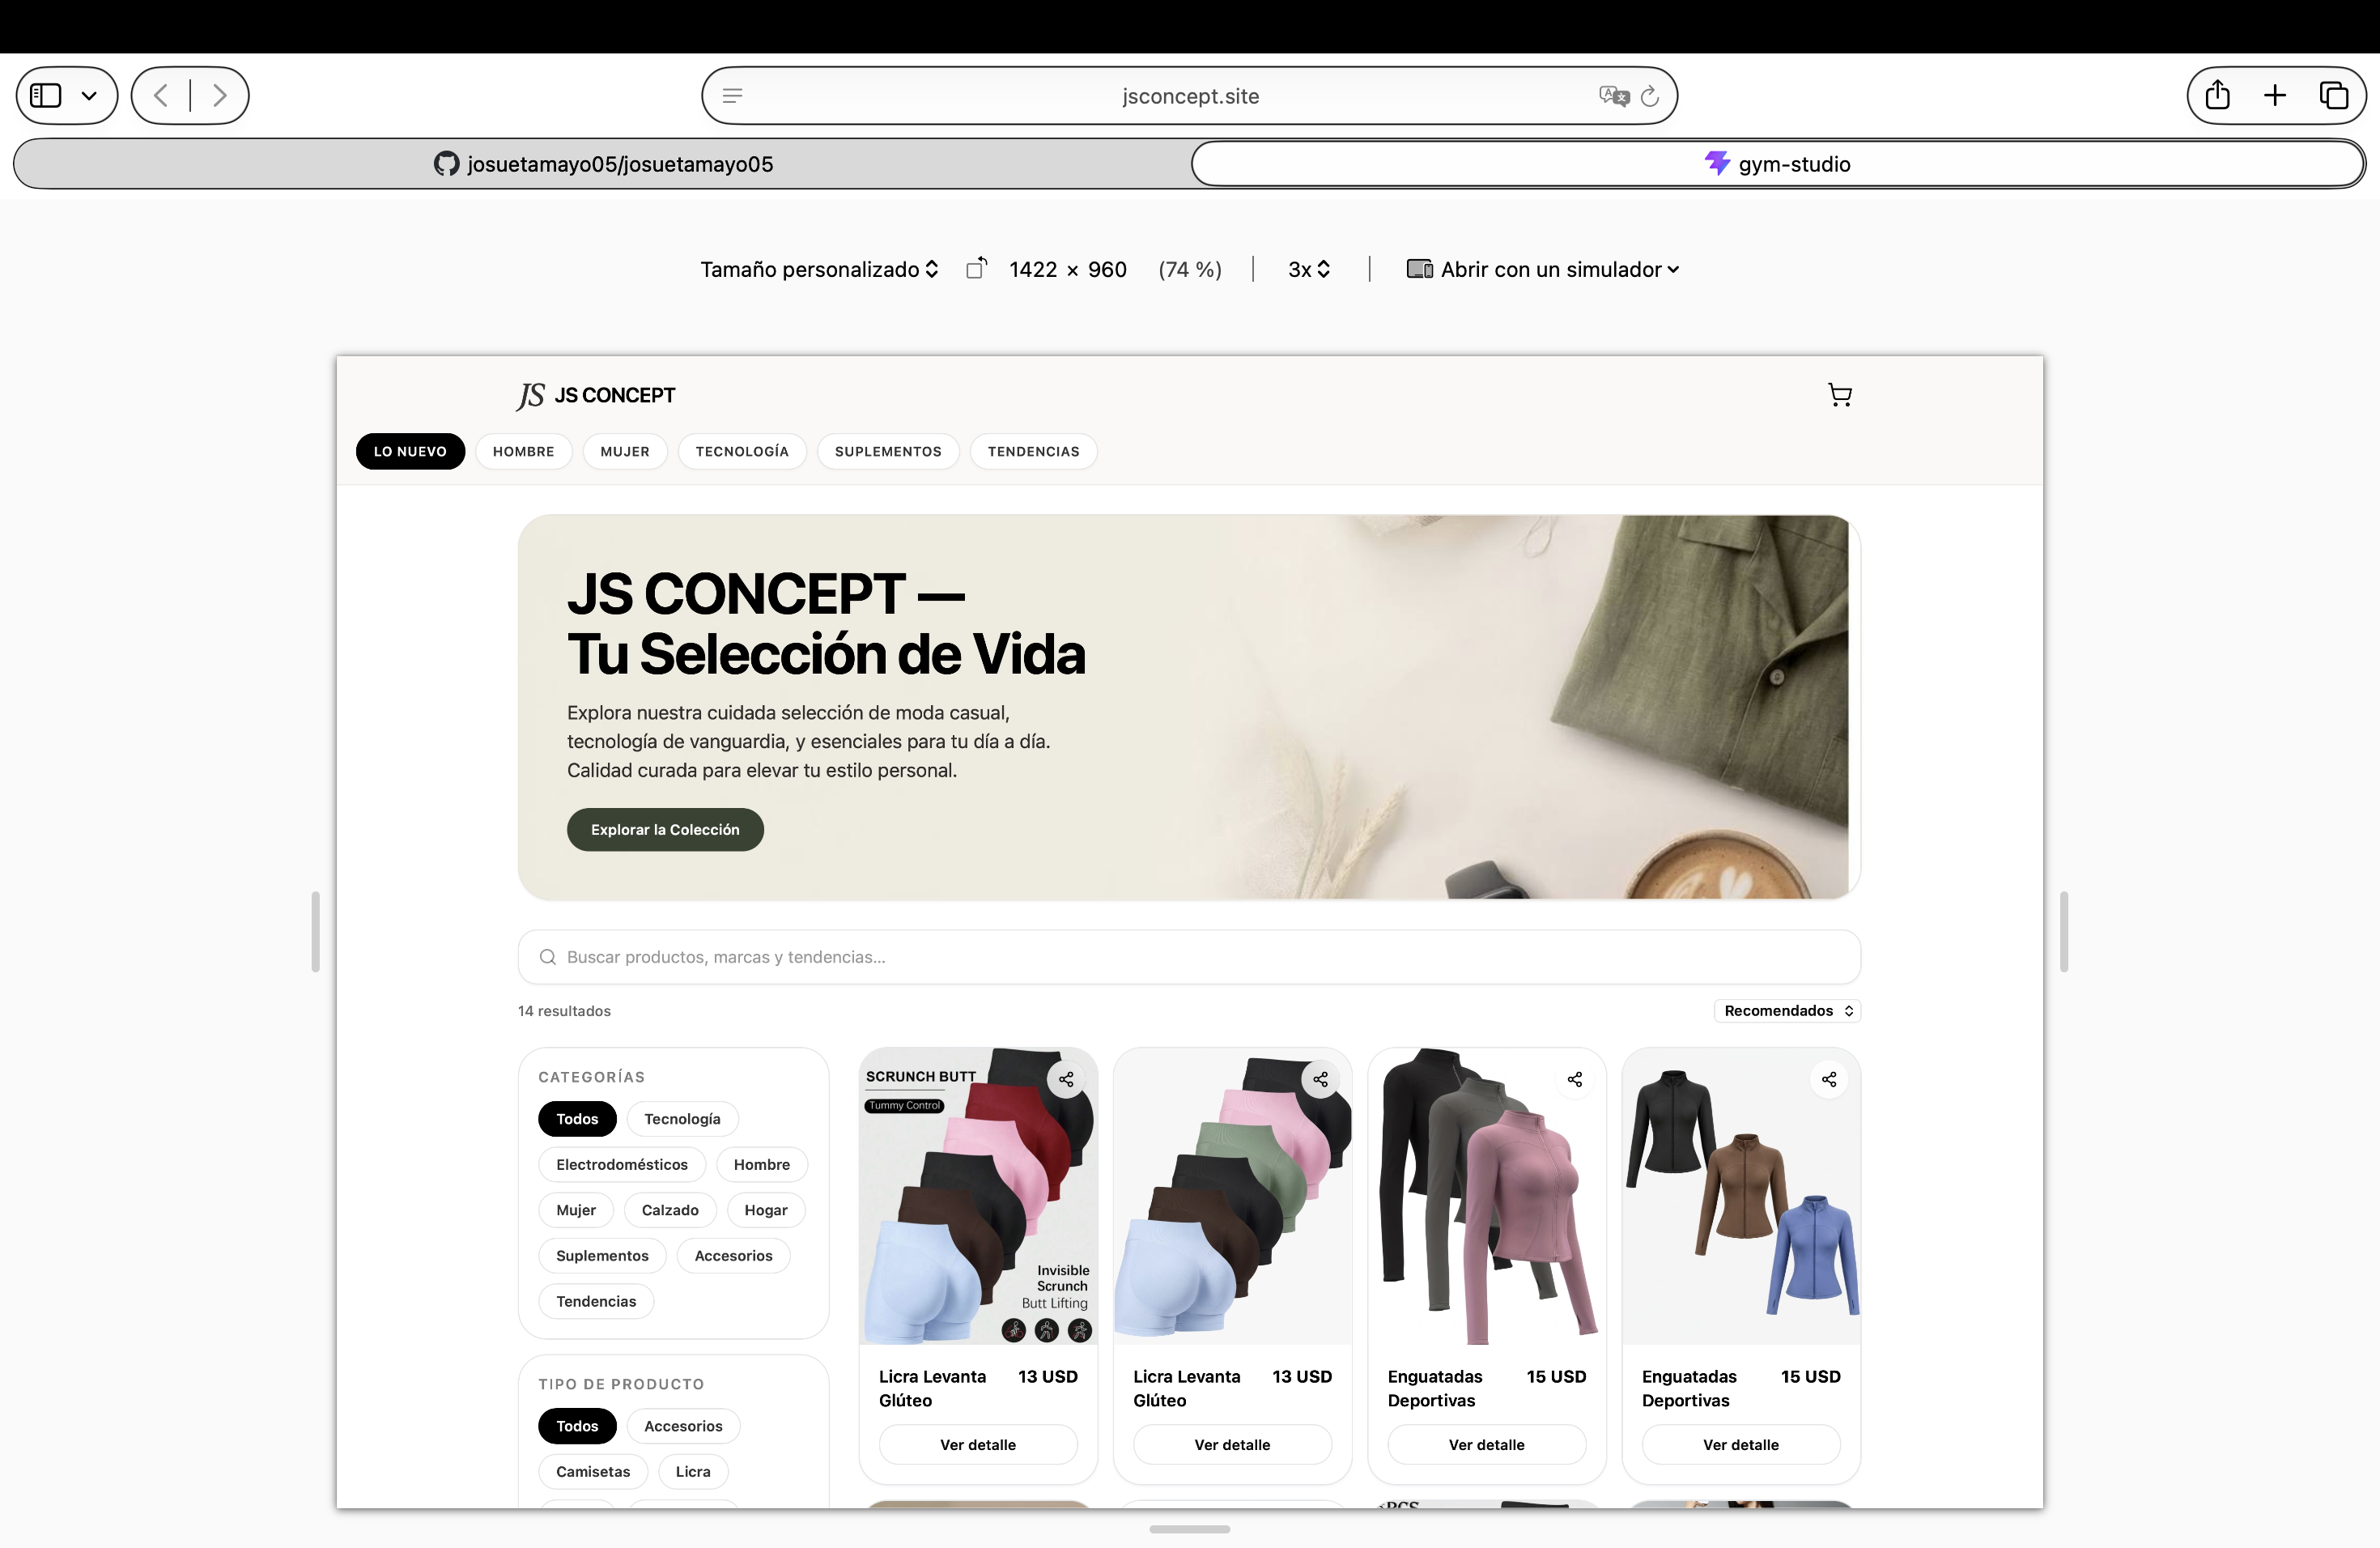 jsconcept.site
josuetamayo05/josuetamayo05
gym-studio
Tamaño personalizado 1422 × 960 (74 %) 3x Abrir con un simulador
JS JS CONCEPT
LO NUEVO HOMBRE MUJER TECNOLOGÍA SUPLEMENTOS TENDENCIAS
JS CONCEPT —
Tu Selección de Vida
Explora nuestra cuidada selección de moda casual,
tecnología de vanguardia, y esenciales para tu día a día.
Calidad curada para elevar tu estilo personal.
Explorar la Colección
Buscar productos, marcas y tendencias...
14 resultados
Recomendados
CATEGORÍAS
Todos Tecnología
Electrodomésticos Hombre
Mujer Calzado Hogar
Suplementos Accesorios
Tendencias
TIPO DE PRODUCTO
Todos Accesorios
Camisetas Licra
SCRUNCH BUTT
Tummy Control
Invisible
Scrunch
Butt Lifting
Licra Levanta 13 USD
Glúteo
Ver detalle
Licra Levanta 13 USD
Glúteo
Ver detalle
Enguatadas 15 USD
Deportivas
Ver detalle
Enguatadas 15 USD
Deportivas
Ver detalle